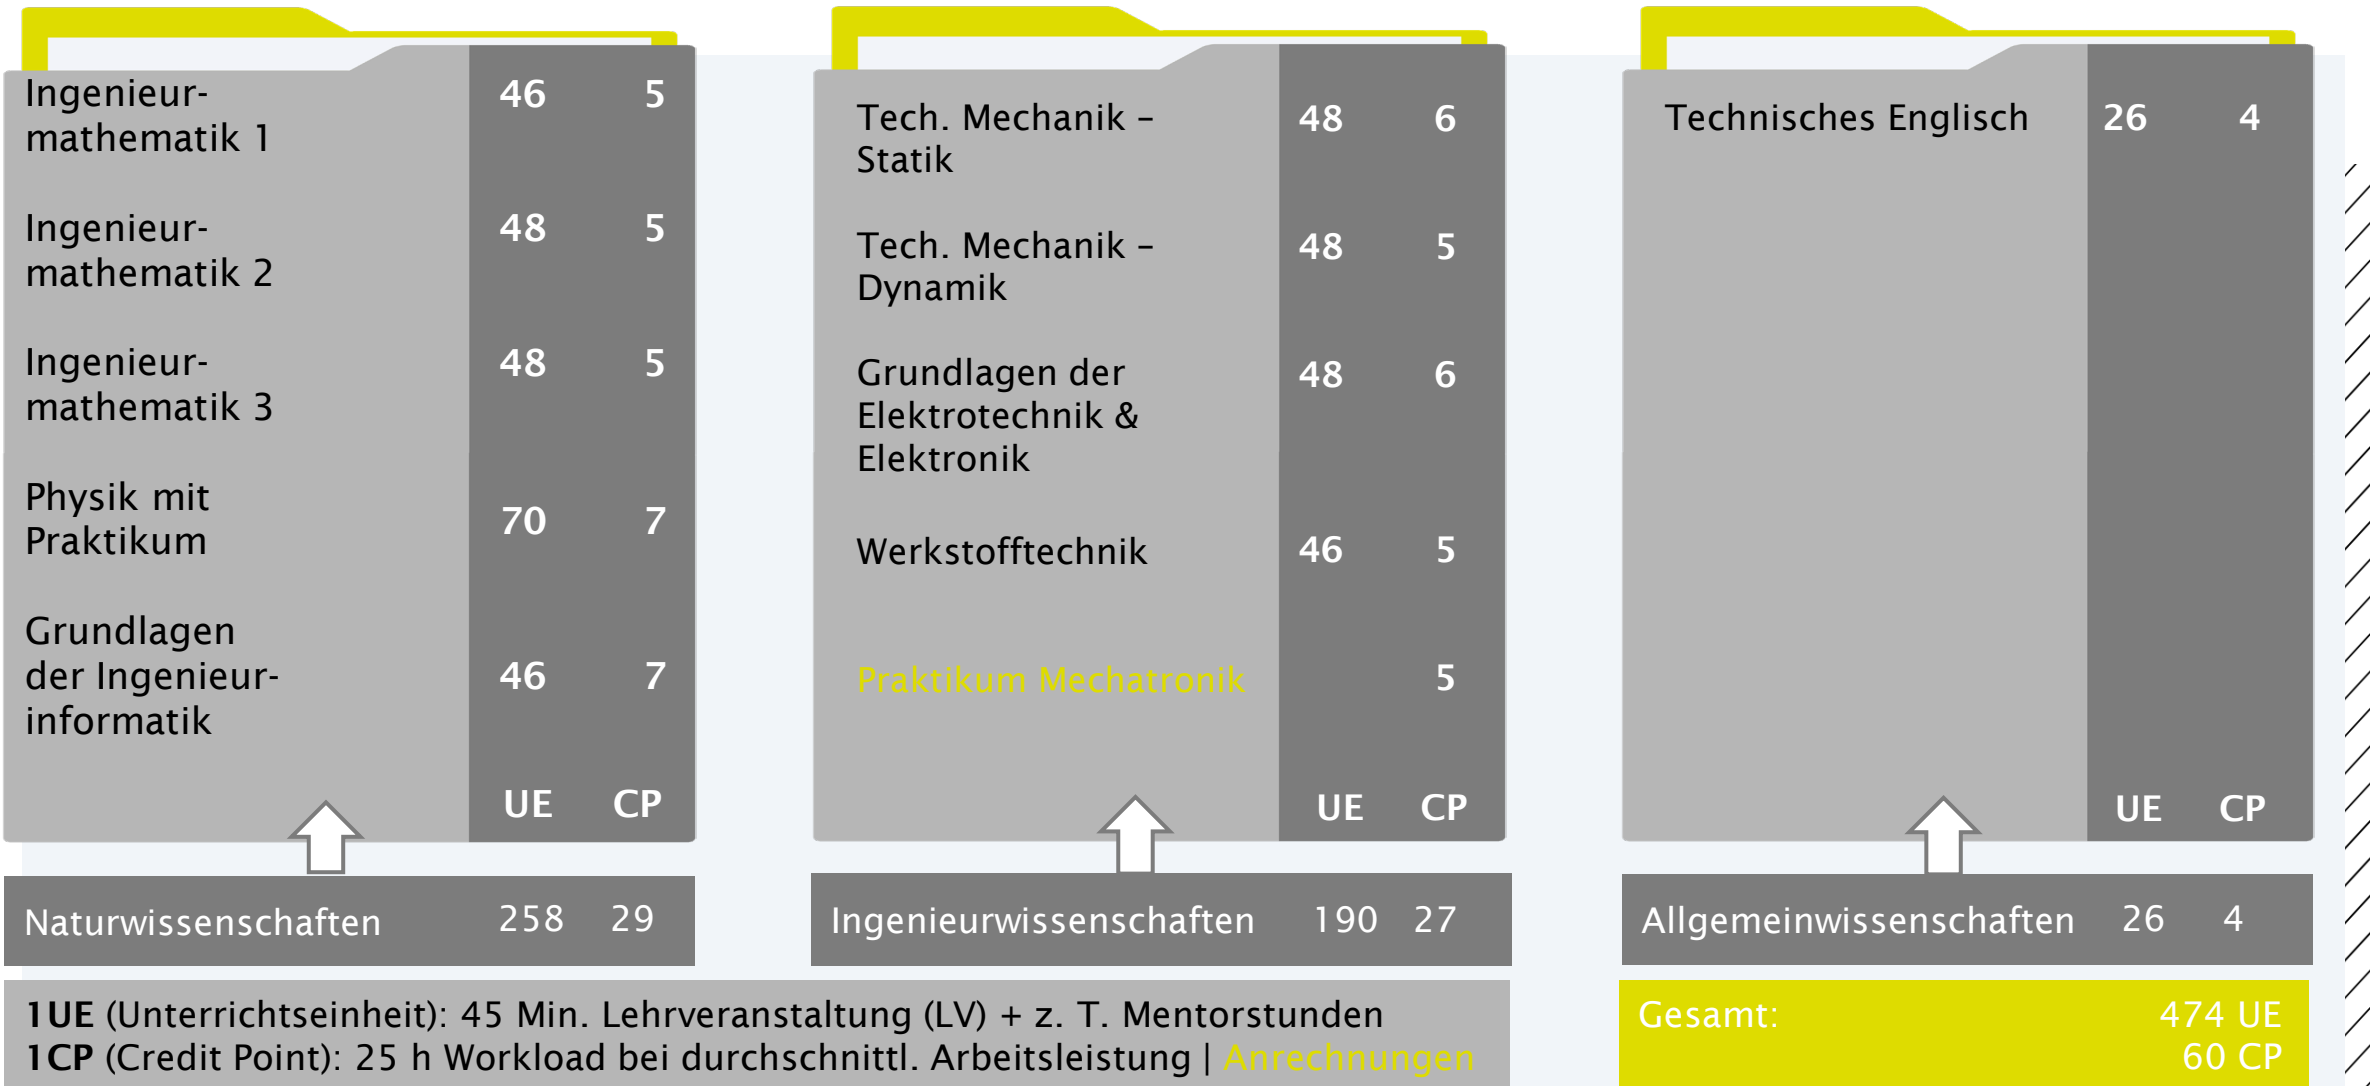 Ingenieur- 46 5
mathematik 1
Ingenieur- 48 5
mathematik 2
Ingenieur- 48 5
mathematik 3
Physik mit
Praktikum 70 7
Grundlagen
der Ingenieur- 46 7
informatik
UE CP
Naturwissenschaften 258 29
Tech. Mechanik – 48 6
Statik
Tech. Mechanik – 48 5
Dynamik
Grundlagen der 48 6
Elektrotechnik &
Elektronik
Werkstofftechnik 46 5
Praktikum Mechatronik 5
UE CP
Ingenieurwissenschaften 190 27
Technisches Englisch 26 4
UE CP
Allgemeinwissenschaften 26 4
1UE (Unterrichtseinheit): 45 Min. Lehrveranstaltung (LV) + z. T. Mentorstunden
1CP (Credit Point): 25 h Workload bei durchschnittl. Arbeitsleistung | Anrechnungen
Gesamt: 474 UE
60 CP